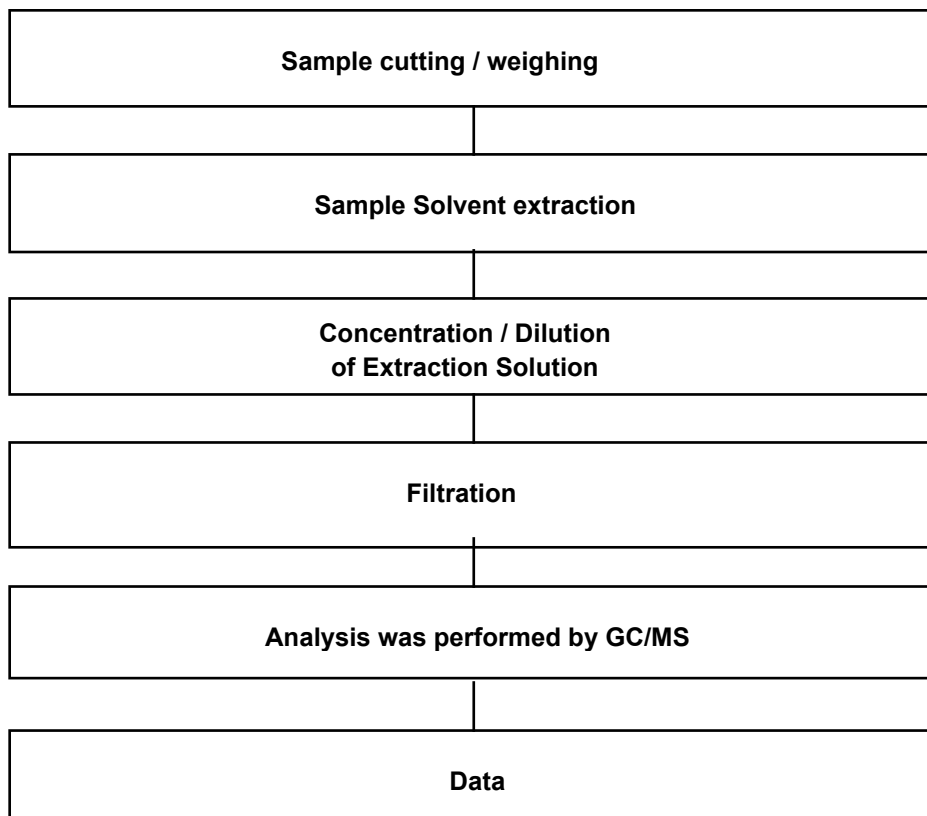 Sample cutting / weighing
Sample Solvent extraction
Concentration / Dilution
of Extraction Solution
Filtration
Analysis was performed by GC/MS
Data